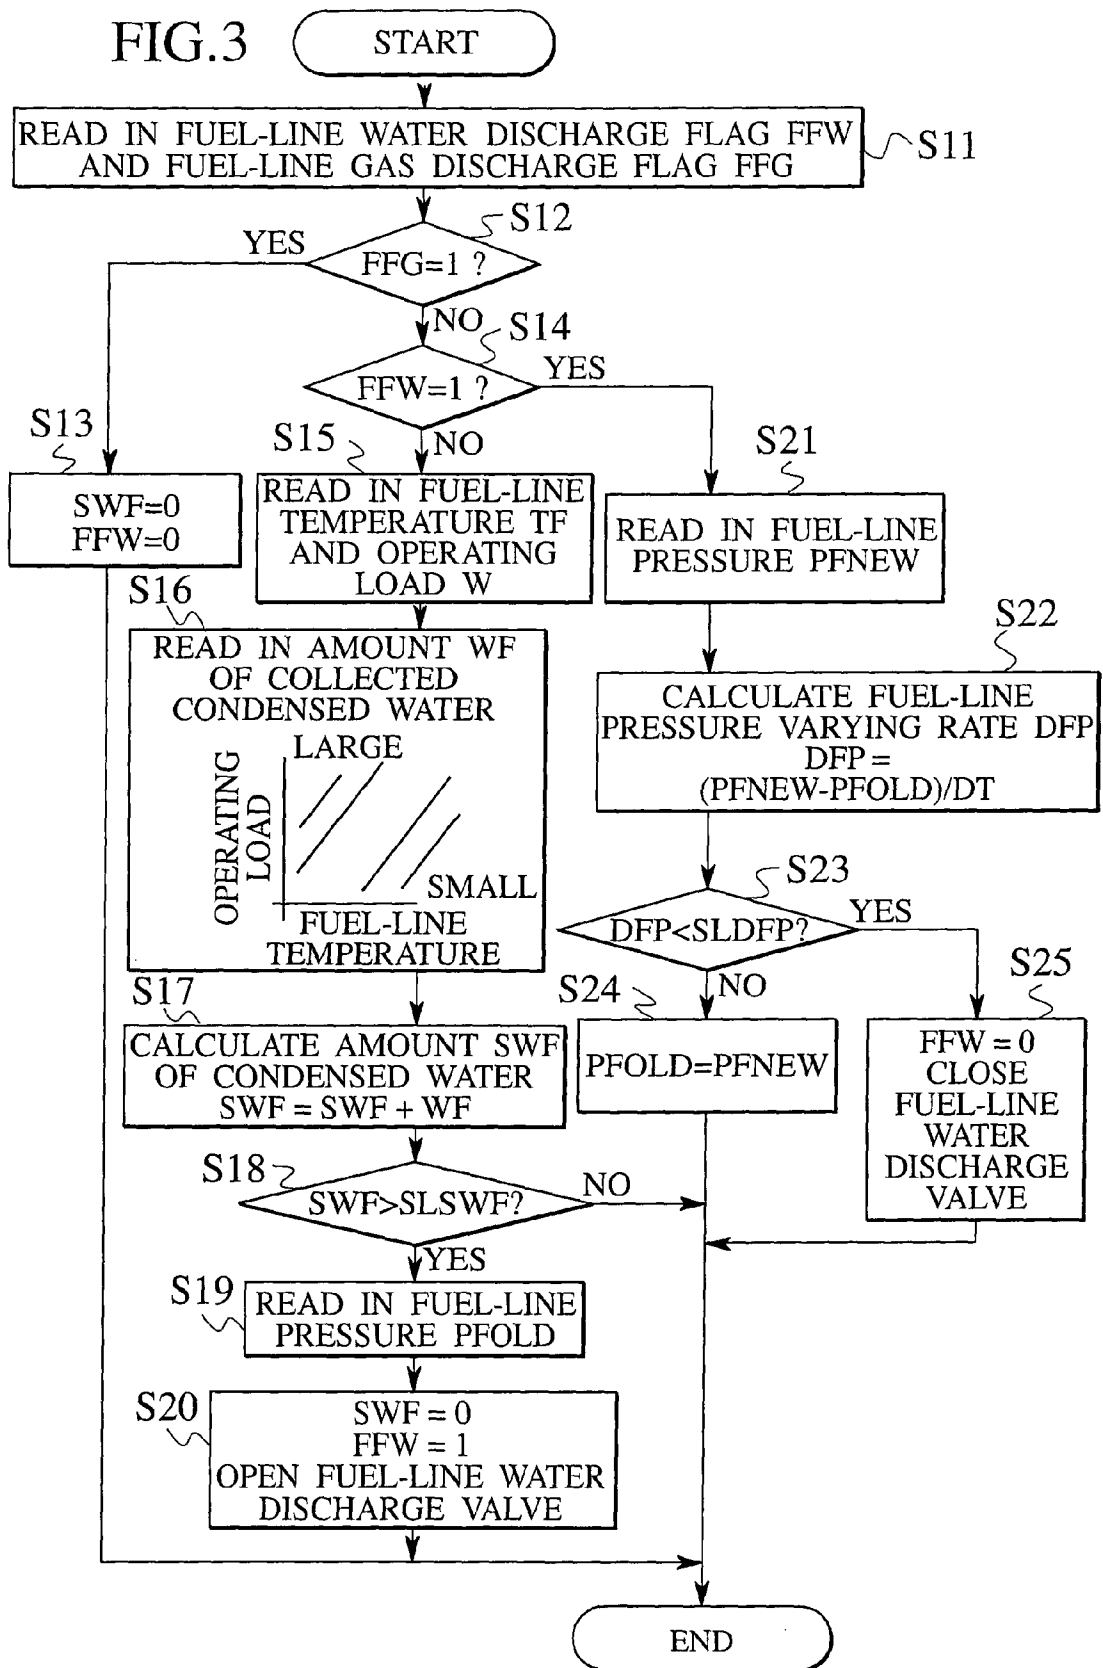 FIG.3
START
READ IN FUEL-LINE WATER DISCHARGE FLAG FFW
AND FUEL-LINE GAS DISCHARGE FLAG FFG
S11
S12
YES
FFG=1 ?
NO
S14
FFW=1 ?
YES
NO
S13
SWF=0
FFW=0
S15
READ IN FUEL-LINE
TEMPERATURE TF
AND OPERATING
LOAD W
S21
READ IN FUEL-LINE
PRESSURE PFNEW
S16
READ IN AMOUNT WF
OF COLLECTED
CONDENSED WATER
LARGE
OPERATING
LOAD
SMALL
FUEL-LINE
TEMPERATURE
S22
CALCULATE FUEL-LINE
PRESSURE VARYING RATE DFP
DFP =
(PFNEW-PFOLD)/DT
S23
DFP<SLDFP?
YES
NO
S17
CALCULATE AMOUNT SWF
OF CONDENSED WATER
SWF = SWF + WF
S24
PFOLD=PFNEW
S25
FFW = 0
CLOSE
FUEL-LINE
WATER
DISCHARGE
VALVE
S18
SWF>SLSWF?
NO
YES
S19
READ IN FUEL-LINE
PRESSURE PFOLD
S20
SWF = 0
FFW = 1
OPEN FUEL-LINE WATER
DISCHARGE VALVE
END